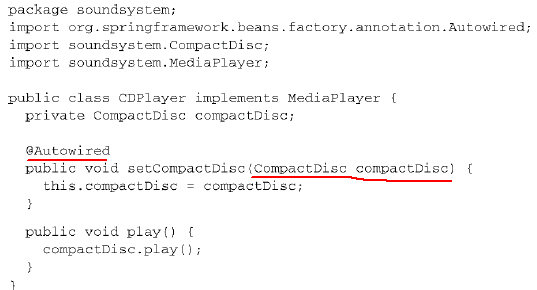 package soundsystem;
import org.springframework.beans.factory.annotation.Autowired;
import soundsystem.CompactDisc;
import soundsystem.MediaPlayer;
public class CDPlayer implements MediaPlayer {
private CompactDisc compactDisc;
@Autowired
public void setCompactDisc(CompactDisc compactDisc) {
this.compactDisc = compactDisc;
}
public void play() {
compactDisc.play();
}
}